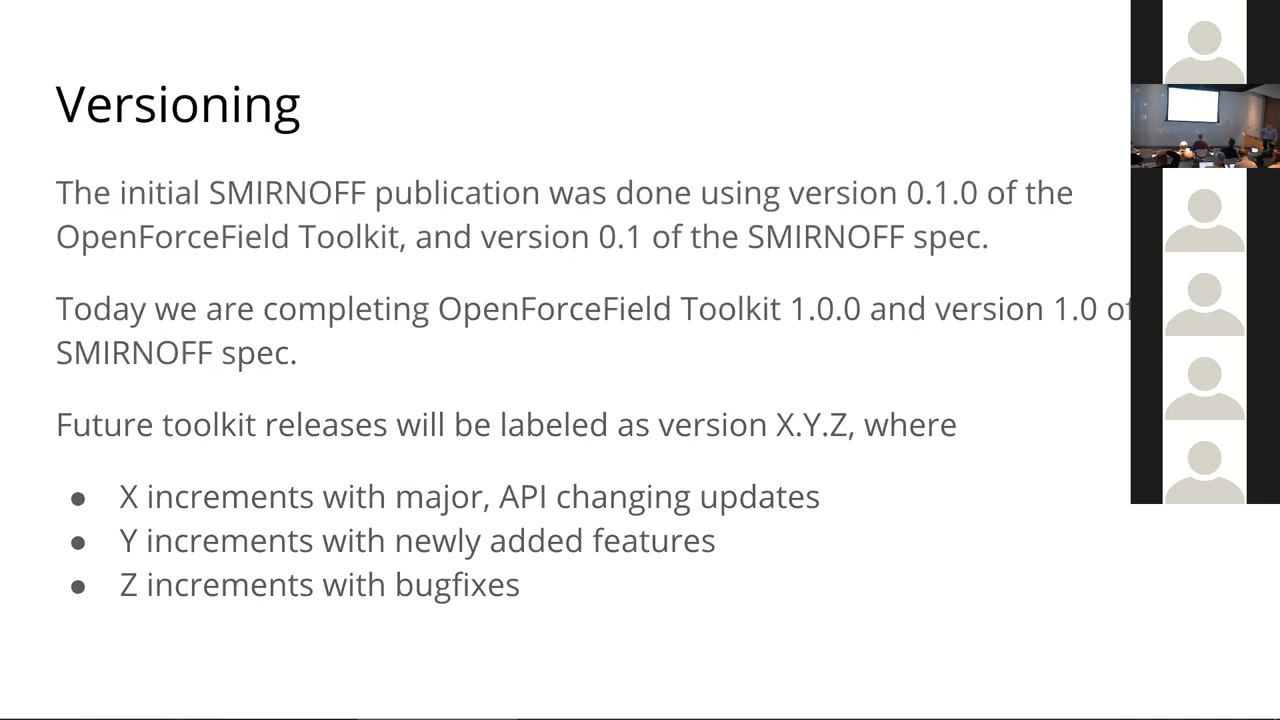 Versioning
The initial SMIRNOFF publication was done using version 0.1.0 of the
OpenForceField Toolkit, and version 0.1 of the SMIRNOFF spec.
Today we are completing OpenForceField Toolkit 1.0.0 and version 1.0 of
SMIRNOFF spec.
Future toolkit releases will be labeled as version X.Y.Z, where
● X increments with major, API changing updates
● Y increments with newly added features
● Z increments with bugfixes